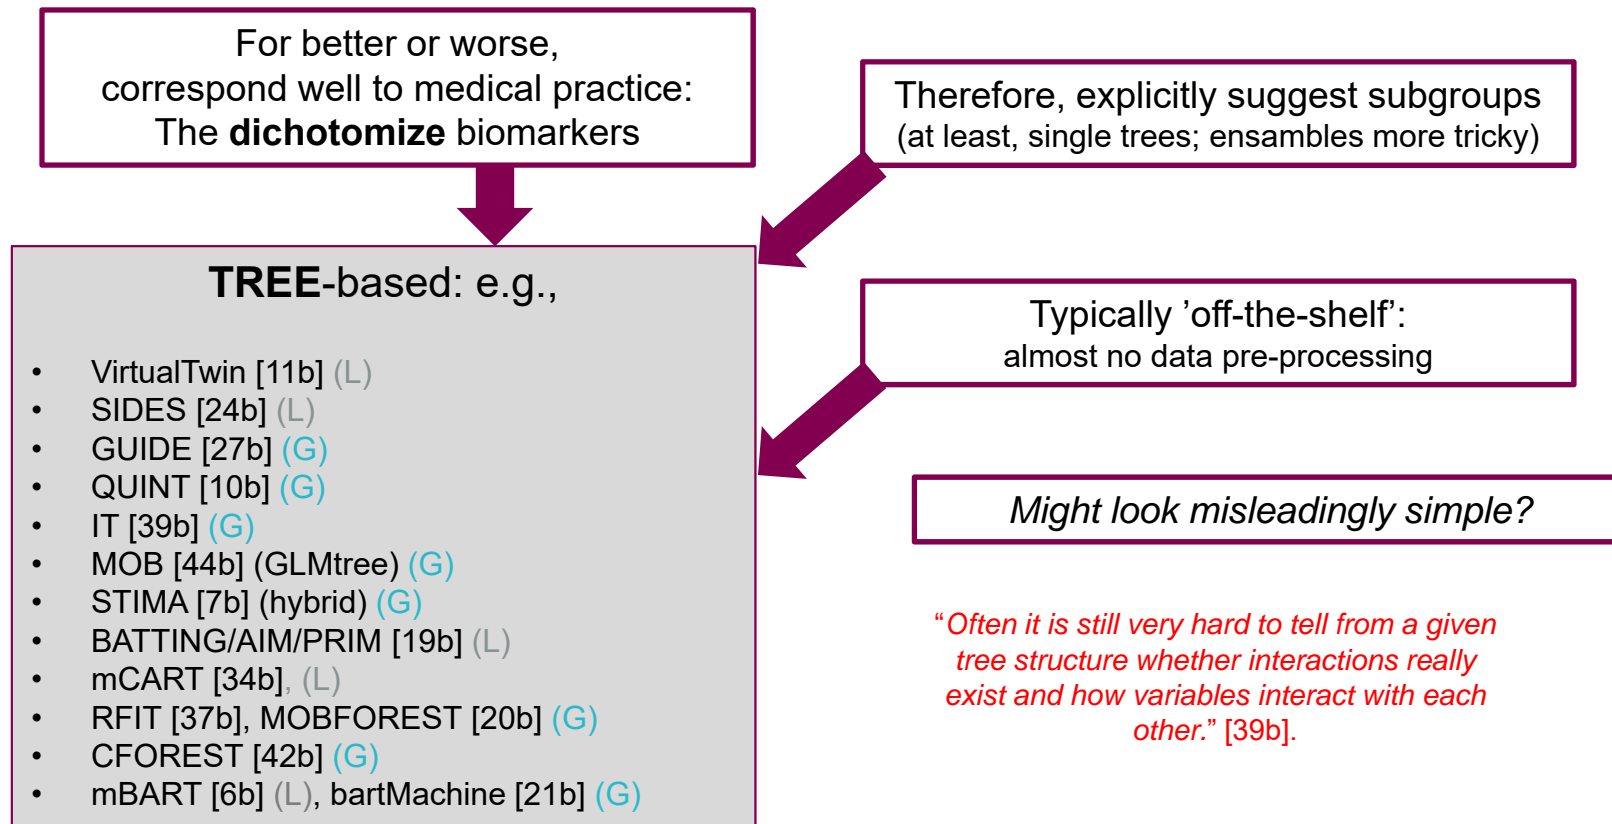 For better or worse,
correspond well to medical practice:
The dichotomize biomarkers
Therefore, explicitly suggest subgroups
(at least, single trees; ensambles more tricky)
TREE-based: e.g.,
• VirtualTwin [11b] (L)
• SIDES [24b] (L)
• GUIDE [27b] (G)
• QUINT [10b] (G)
• IT [39b] (G)
• MOB [44b] (GLMtree) (G)
• STIMA [7b] (hybrid) (G)
• BATTING/AIM/PRIM [19b] (L)
• mCART [34b], (L)
• RFIT [37b], MOBFOREST [20b] (G)
• CFOREST [42b] (G)
• mBART [6b] (L), bartMachine [21b] (G)
Typically ’off-the-shelf’:
almost no data pre-processing
Might look misleadingly simple?
“Often it is still very hard to tell from a given
tree structure whether interactions really
exist and how variables interact with each
other.” [39b].